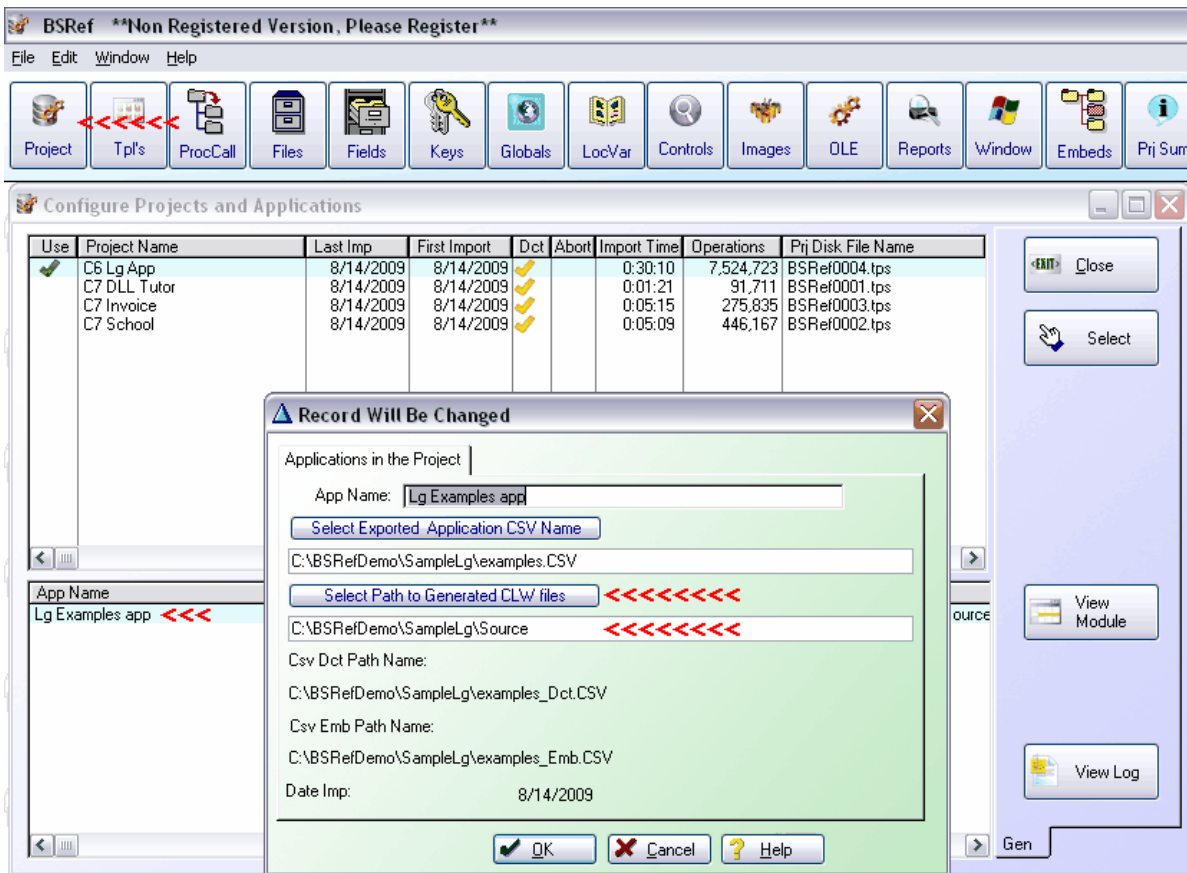 BSRef **Non Registered Version, Please Register**
File Edit Window Help
<<<<<<
Project Tpl's ProcCall Files Fields Keys Globals LocVar Controls Images OLE Reports Window Embeds Prj Sum
Configure Projects and Applications
Use Project Name Last Imp First Import Dct Abort Import Time Operations Prj Disk File Name
C6 Lg App 8/14/2009 8/14/2009 0:30:10 7,524,723 BSRef0004.tps
C7 DLL Tutor 8/14/2009 8/14/2009 0:01:21 91,711 BSRef0001.tps
C7 Invoice 8/14/2009 8/14/2009 0:05:15 275,835 BSRef0003.tps
C7 School 8/14/2009 8/14/2009 0:05:09 446,167 BSRef0002.tps
<EXIT> Close
Select
Record Will Be Changed
Applications in the Project
App Name: Lg Examples app
Select Exported Application CSV Name
C:\BSRefDemo\SampleLg\examples.CSV
Select Path to Generated CLW files <<<<<<<<
C:\BSRefDemo\SampleLg\Source <<<<<<<<
Csv Dct Path Name:
C:\BSRefDemo\SampleLg\examples_Dct.CSV
Csv Emb Path Name:
C:\BSRefDemo\SampleLg\examples_Emb.CSV
Date Imp: 8/14/2009
OK Cancel ? Help
App Name
Lg Examples app <<<
ource
View Module
View Log
Gen